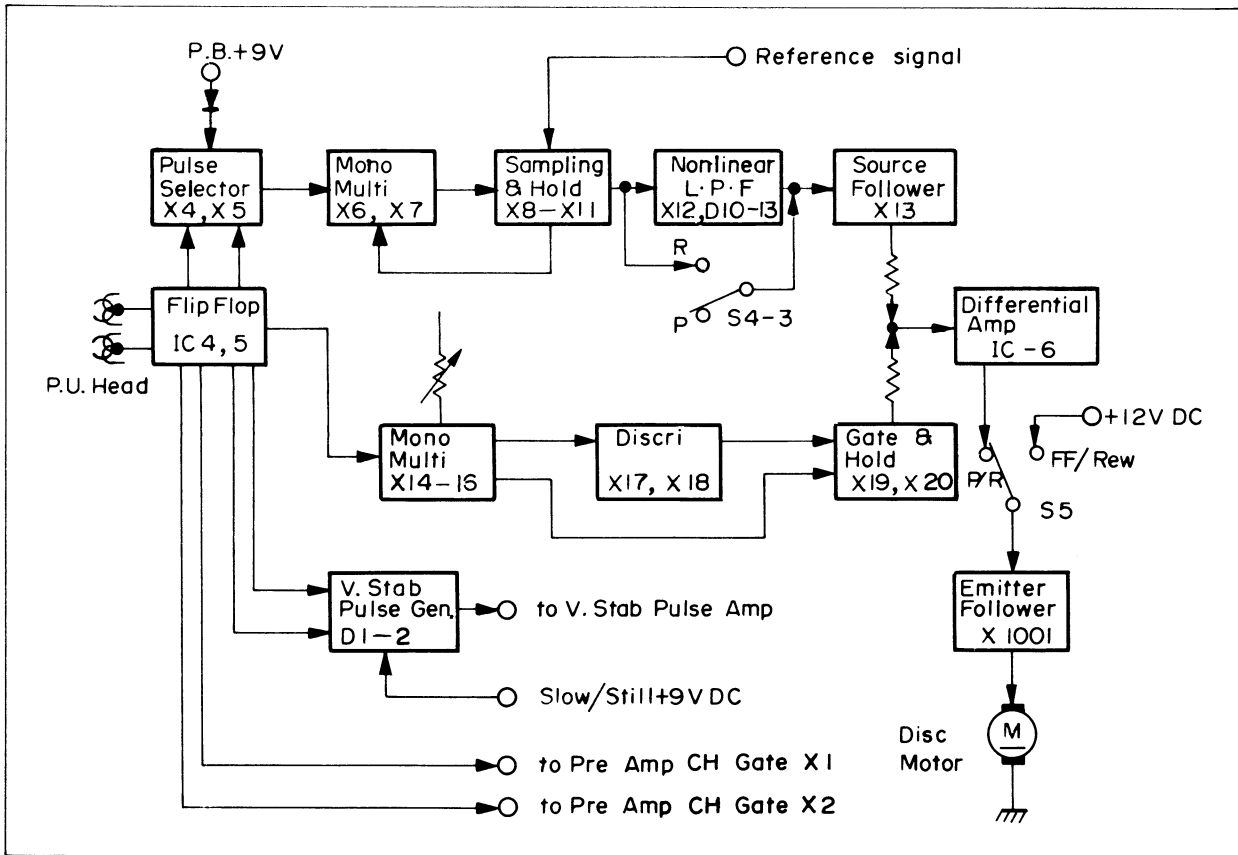 P.B.+9V
Reference signal
Pulse
Selector
X4, X5
Mono
Multi
X6, X7
Sampling
& Hold
X8-X11
Nonlinear
L·P·F
X12, D10-13
Source
Follower
X13
R
P
S4-3
Flip Flop
IC 4, 5
P.U. Head
Differential
Amp
IC -6
Mono
Multi
X14-16
Discri
X17, X18
Gate &
Hold
X19, X20
+12V DC
P/R
FF/Rew
S5
V. Stab
Pulse Gen.
D1-2
to V. Stab Pulse Amp
Emitter
Follower
X 1001
Slow/Still+9V DC
Disc
Motor
M
to Pre Amp CH Gate X1
to Pre Amp CH Gate X2